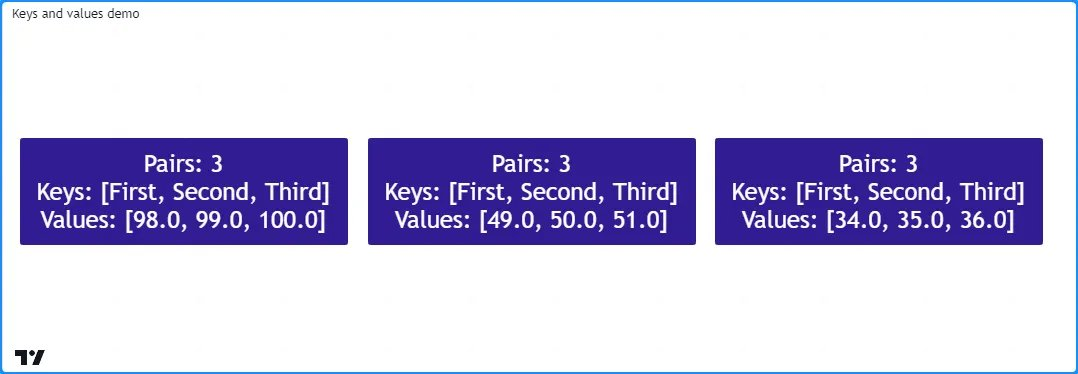 Keys and values demo
Pairs: 3
Keys: [First, Second, Third]
Values: [98.0, 99.0, 100.0]
Pairs: 3
Keys: [First, Second, Third]
Values: [49.0, 50.0, 51.0]
Pairs: 3
Keys: [First, Second, Third]
Values: [34.0, 35.0, 36.0]